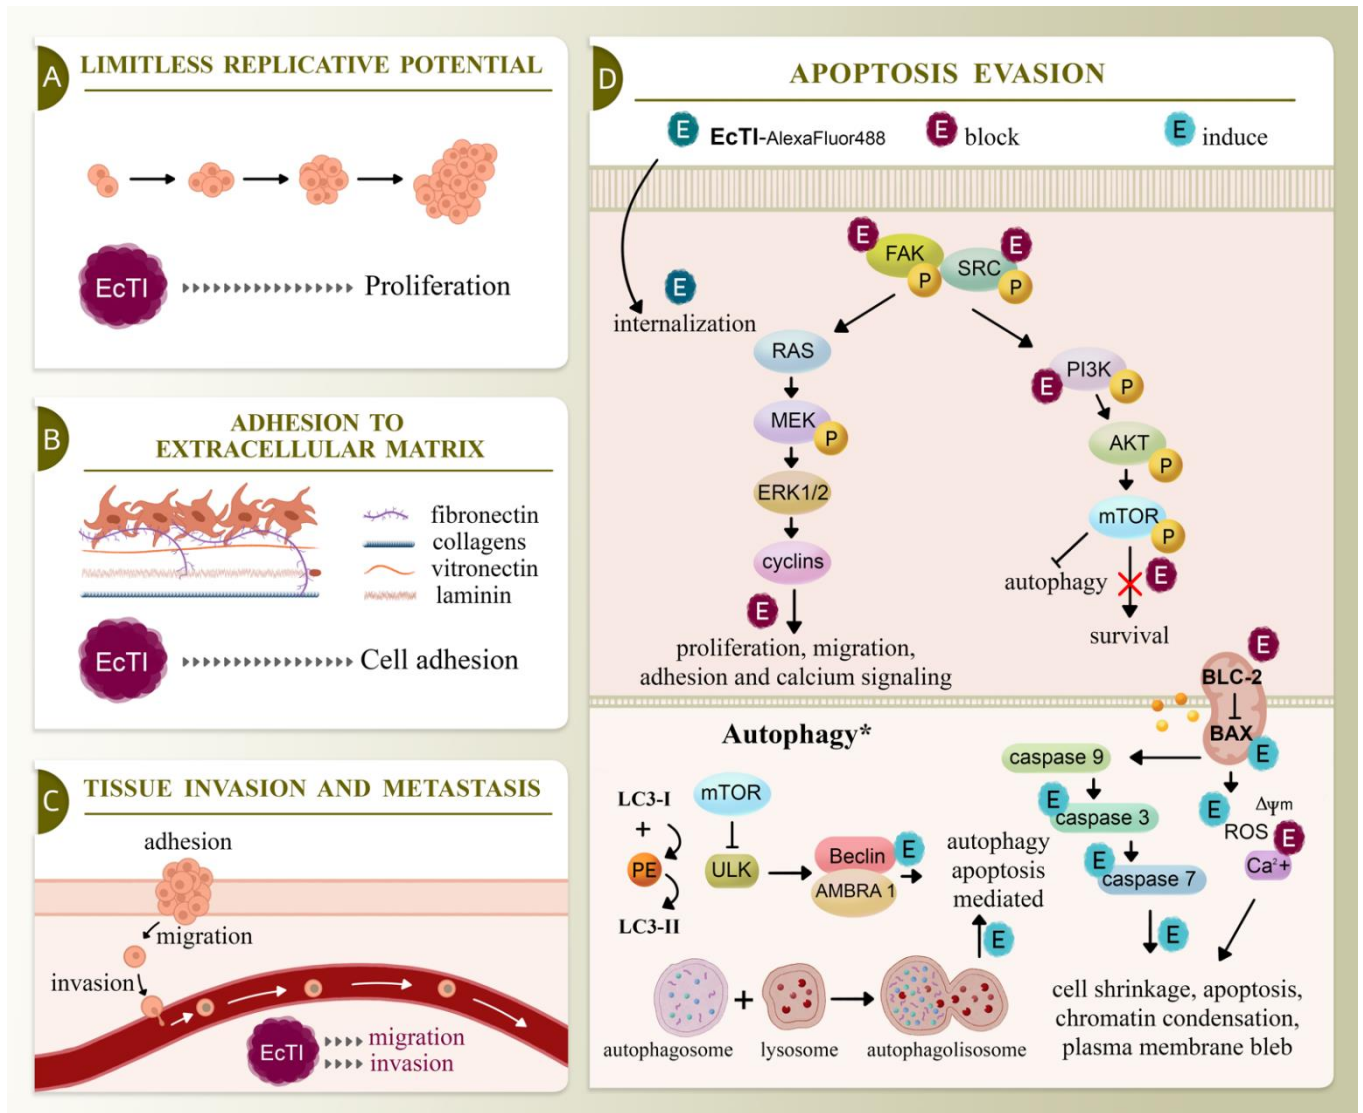 A
LIMITLESS REPLICATIVE POTENTIAL
EcTI
Proliferation
B
ADHESION TO
EXTRACELLULAR MATRIX
fibronectin
collagens
vitronectin
laminin
EcTI
Cell adhesion
C
TISSUE INVASION AND METASTASIS
adhesion
migration
invasion
EcTI
migration
invasion
D
APOPTOSIS EVASION
E EcTI-AlexaFluor488
E block
E induce
E
internalization
E
FAK
P
E
SRC
P
RAS
MEK
P
ERK1/2
cyclins
E
proliferation, migration,
adhesion and calcium signaling
PI3K
E
P
AKT
P
mTOR
P
autophagy
E
survival
E
BLC-2
BAX
E
Autophagy*
LC3-I
+
PE
LC3-II
mTOR
ULK
Beclin
E
AMBRA 1
autophagy
apoptosis
mediated
E
autophagosome
+
lysosome
autophagolisosome
caspase 9
E
caspase 3
E
caspase 7
E
E
Δψm
ROS
E
Ca²+
cell shrinkage, apoptosis,
chromatin condensation,
plasma membrane bleb